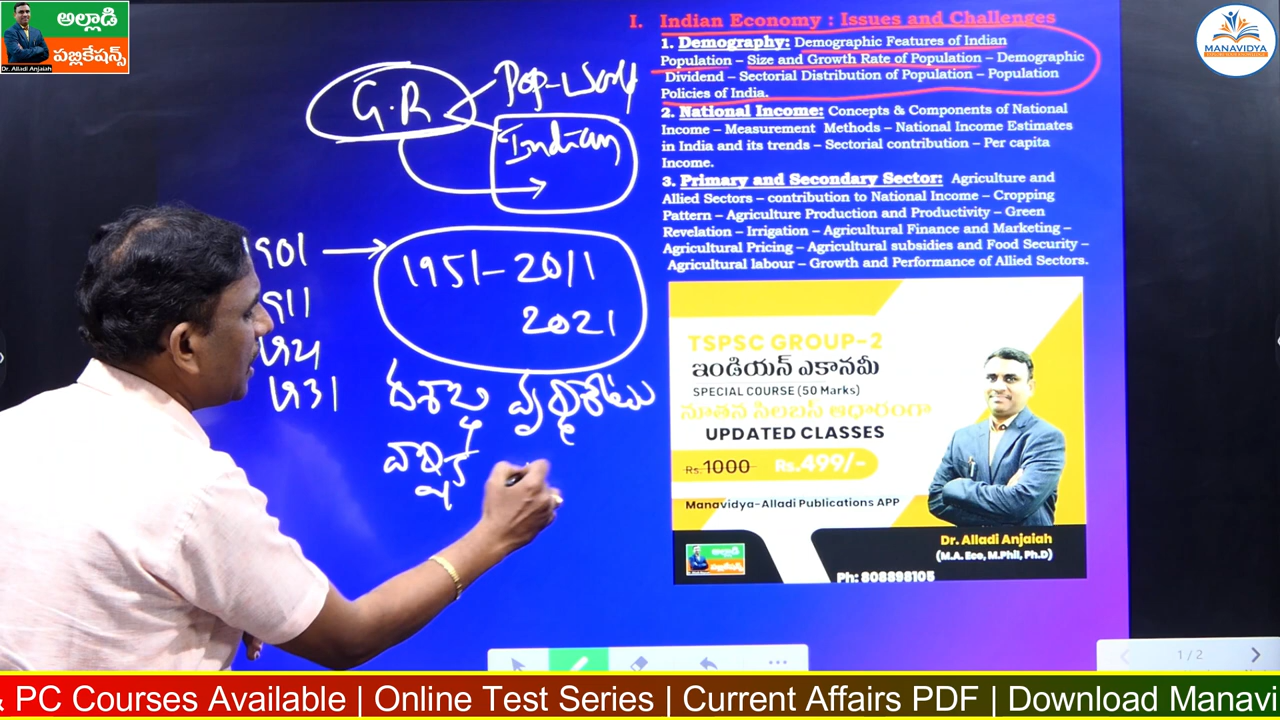 అల్లాడి
పబ్లికేషన్స్
Dr. Alladi Anjaiah
MANAVIDYA
G.R
Pop-World
Indian
1901
1951-2011
2021
1931
దశాబ్ద వృద్ధిరేటు
వార్షిక
I. Indian Economy : Issues and Challenges
1. Demography: Demographic Features of Indian
Population – Size and Growth Rate of Population – Demographic
Dividend – Sectorial Distribution of Population – Population
Policies of India.
2. National Income: Concepts & Components of National
Income – Measurement Methods – National Income Estimates
in India and its trends – Sectorial contribution – Per capita
Income.
3. Primary and Secondary Sector: Agriculture and
Allied Sectors – contribution to National Income – Cropping
Pattern – Agriculture Production and Productivity – Green
Revelation – Irrigation – Agricultural Finance and Marketing –
Agricultural Pricing – Agricultural subsidies and Food Security –
Agricultural labour – Growth and Performance of Allied Sectors.
TSPSC GROUP-2
ఇండియన్ ఎకానమీ
SPECIAL COURSE (50 Marks)
నూతన సిలబస్ ఆధారంగా
UPDATED CLASSES
Rs.1000 Rs.499/-
Manavidya-Alladi Publications APP
Dr. Alladi Anjaiah
(M.A. Eco, M.Phil, Ph.D)
అల్లాడి
Ph: 808898105
1 / 2
& PC Courses Available | Online Test Series | Current Affairs PDF | Download Manavi